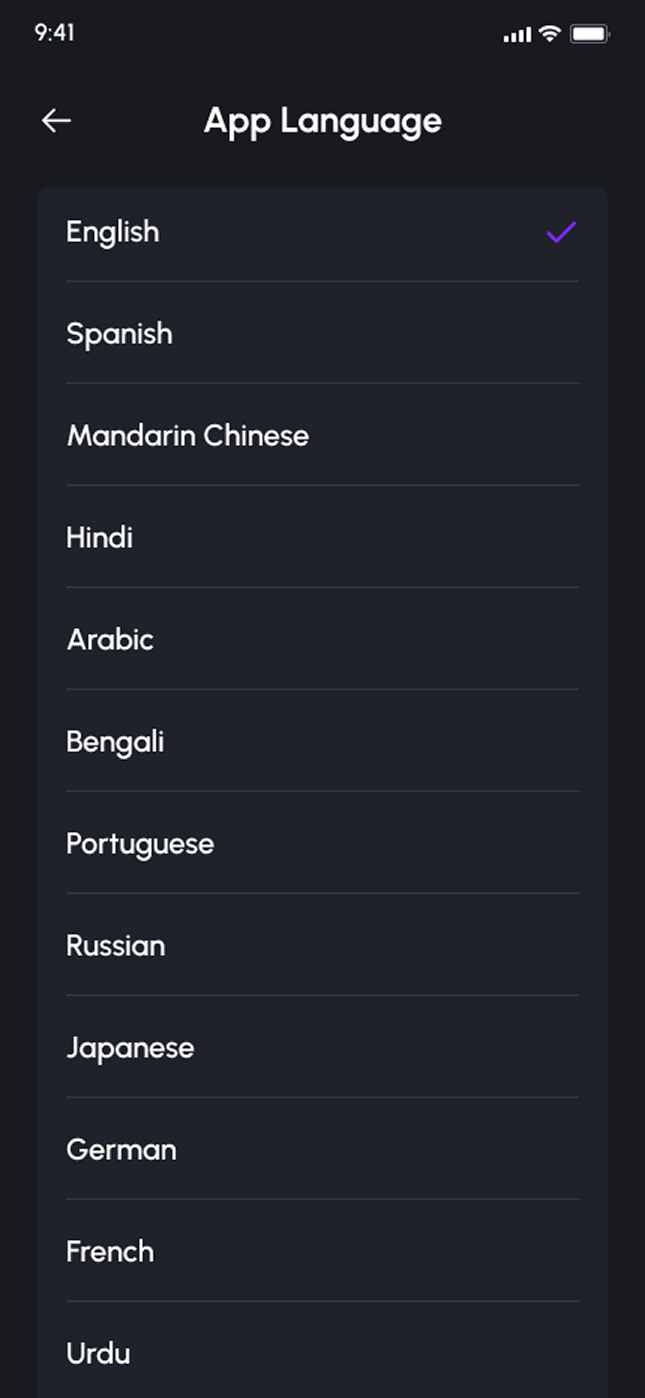 9:41
App Language
English
Spanish
Mandarin Chinese
Hindi
Arabic
Bengali
Portuguese
Russian
Japanese
German
French
Urdu